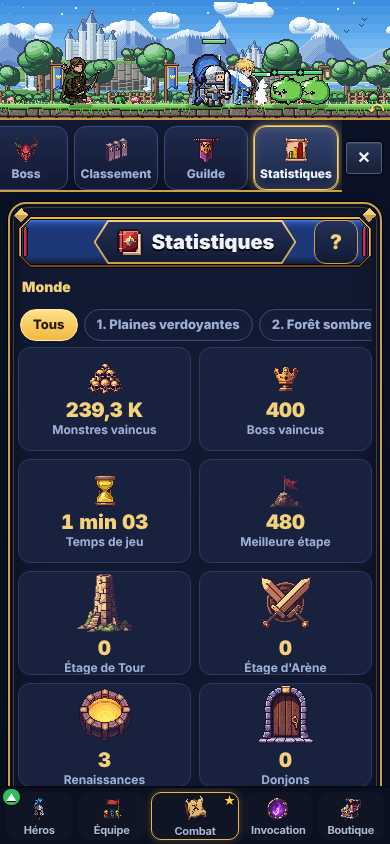 Boss
Classement
Guilde
Statistiques
✕
Statistiques
?
Monde
Tous
1. Plaines verdoyantes
2. Forêt sombre
239,3 K
Monstres vaincus
400
Boss vaincus
1 min 03
Temps de jeu
480
Meilleure étape
0
Étage de Tour
0
Étage d'Arène
3
Renaissances
0
Donjons
Héros
Équipe
Combat
Invocation
Boutique